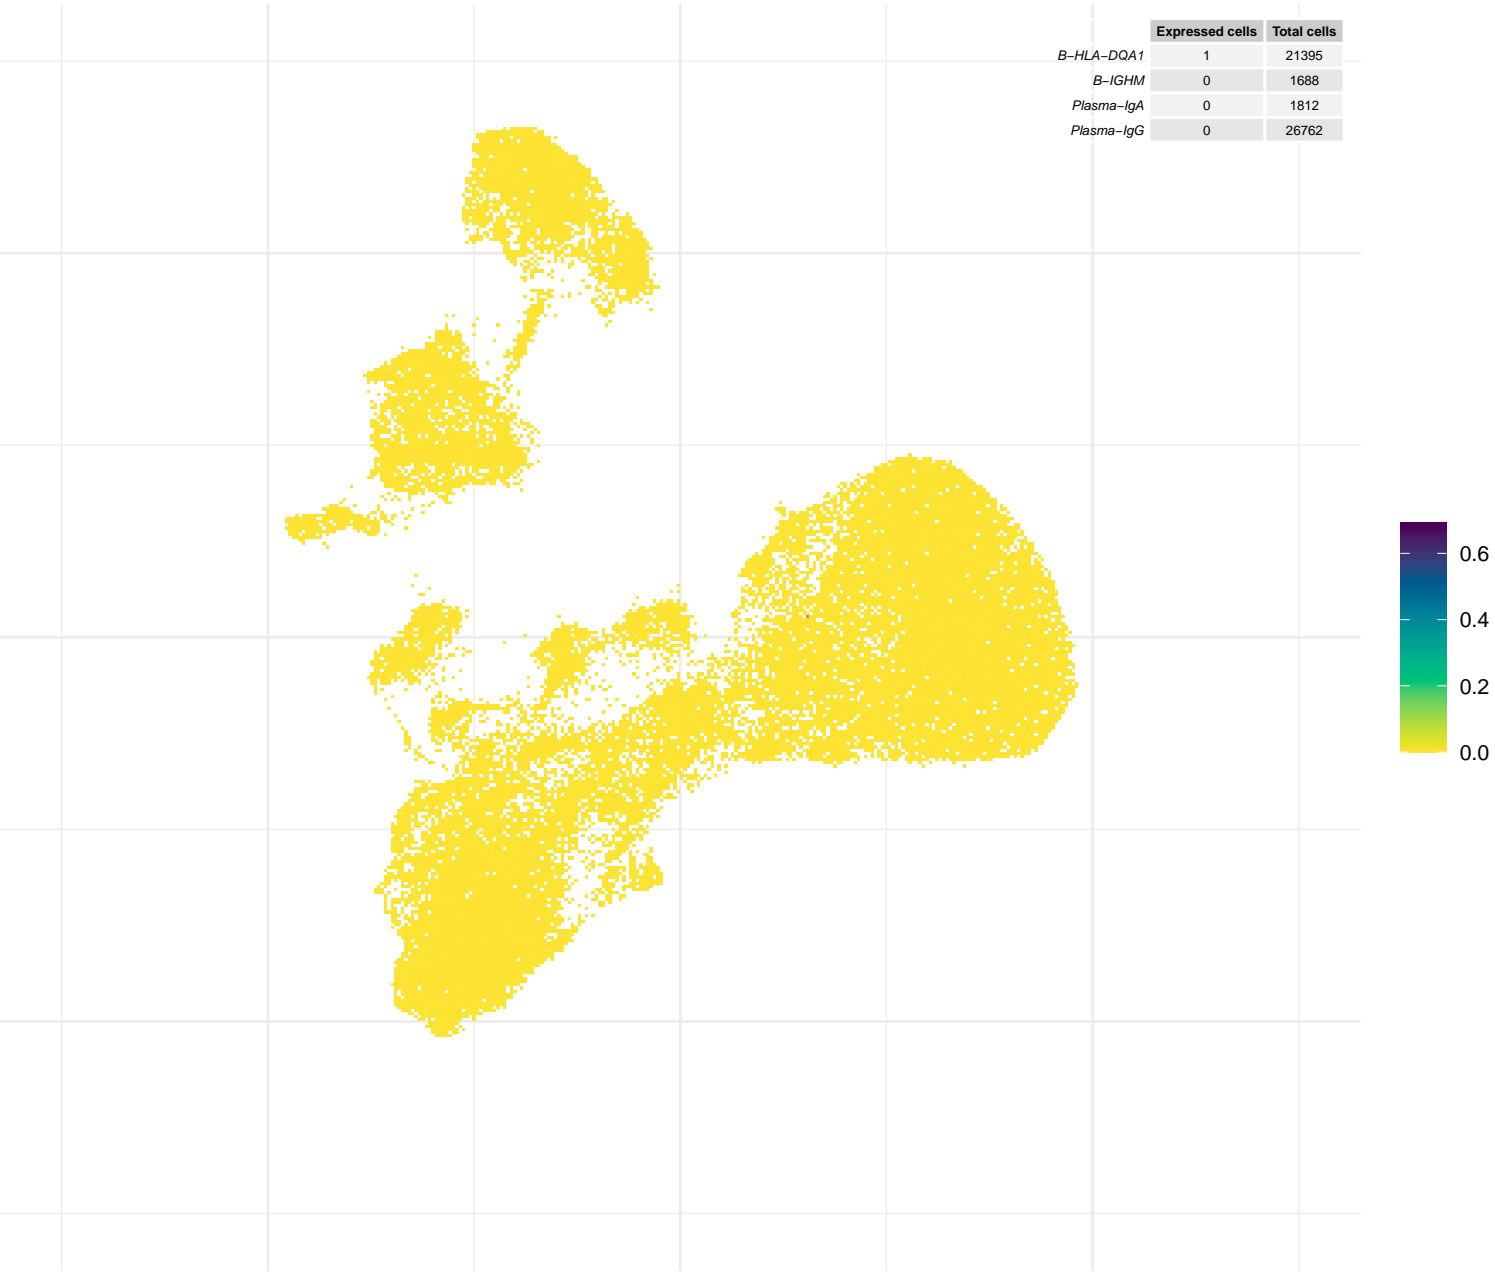 Expressed cells Total cells
B−HLA−DQA1 1 21395
B−IGHM 0 1688
Plasma−IgA 0 1812
Plasma−IgG 0 26762
0.6
0.4
0.2
0.0